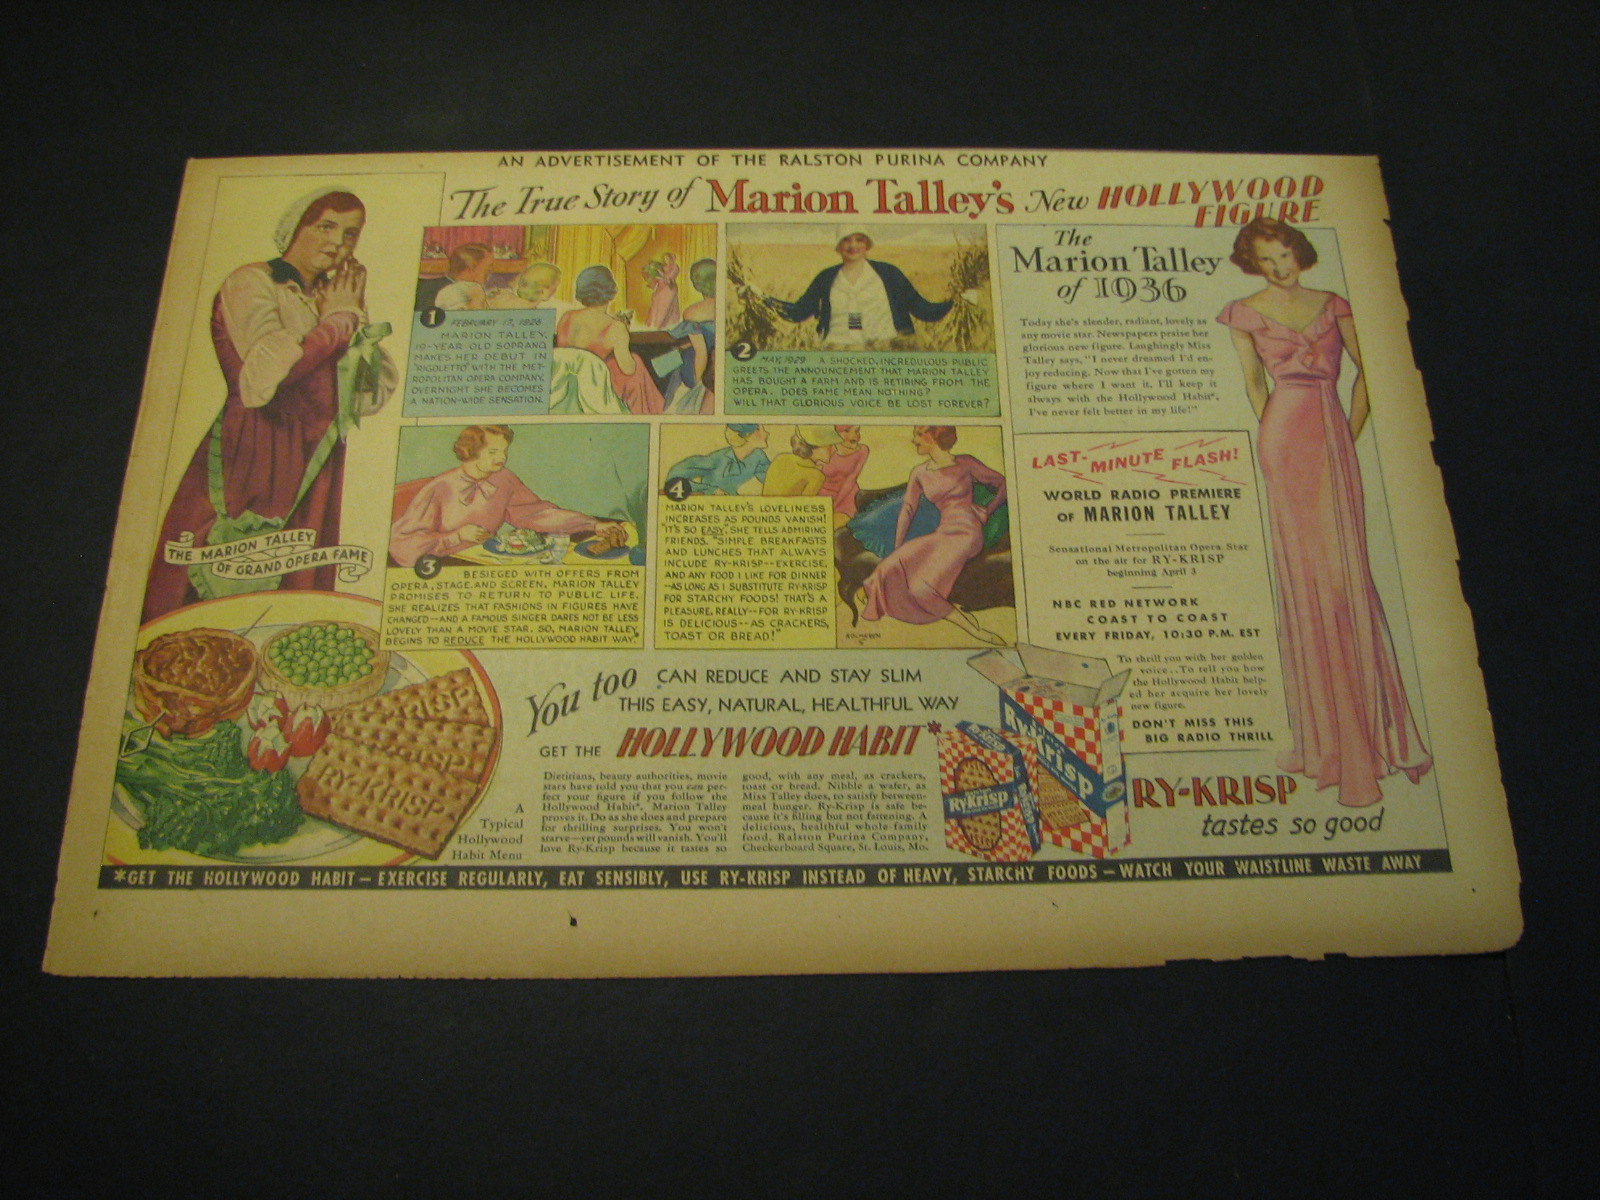 AN ADVERTISEMENT OF THE RALSTON PURINA COMPANY
The True Story of Marion Talley's New HOLLYWOOD
FIGURE
THE MARION TALLEY
OF GRAND OPERA FAME
1
FEBRUARY 17, 1926
MARION TALLEY,
19-YEAR OLD SOPRANO,
MAKES HER DEBUT IN
"RIGOLETTO" WITH THE MET-
ROPOLITAN OPERA COMPANY.
OVERNIGHT SHE BECOMES
A NATION-WIDE SENSATION.
2
MAY, 1929 A SHOCKED, INCREDULOUS PUBLIC
GREETS THE ANNOUNCEMENT THAT MARION TALLEY
HAS BOUGHT A FARM AND IS RETIRING FROM THE
OPERA. DOES FAME MEAN NOTHING?
WILL THAT GLORIOUS VOICE BE LOST FOREVER?
3
BESIEGED WITH OFFERS FROM
OPERA, STAGE AND SCREEN, MARION TALLEY
PROMISES TO RETURN TO PUBLIC LIFE.
SHE REALIZES THAT FASHIONS IN FIGURES HAVE
CHANGED—AND A FAMOUS SINGER DARES NOT BE LESS
LOVELY THAN A MOVIE STAR. SO, MARION TALLEY
BEGINS TO REDUCE THE HOLLYWOOD HABIT WAY.*
4
MARION TALLEY'S LOVELINESS
INCREASES AS POUNDS VANISH!
"IT'S SO EASY", SHE TELLS ADMIRING
FRIENDS. "SIMPLE BREAKFASTS
AND LUNCHES THAT ALWAYS
INCLUDE RY-KRISP--EXERCISE,
AND ANY FOOD I LIKE FOR DINNER
--AS LONG AS I SUBSTITUTE RY-KRISP
FOR STARCHY FOODS! THAT'S A
PLEASURE, REALLY--FOR RY-KRISP
IS DELICIOUS--AS CRACKERS,
TOAST OR BREAD!"
The
Marion Talley
of 1936
Today she's slender, radiant, lovely as
any movie star. Newspapers praise her
glorious new figure. Laughingly Miss
Talley says, "I never dreamed I'd en-
joy reducing. Now that I've gotten my
figure where I want it, I'll keep it
always with the Hollywood Habit*.
I've never felt better in my life!"
LAST-MINUTE FLASH!
WORLD RADIO PREMIERE
OF MARION TALLEY
Sensational Metropolitan Opera Star
on the air for RY-KRISP
beginning April 3
NBC RED NETWORK
COAST TO COAST
EVERY FRIDAY, 10:30 P.M. EST
To thrill you with her golden
voice...To tell you how
the Hollywood Habit help-
ed her acquire her lovely
new figure.
DON'T MISS THIS
BIG RADIO THRILL
You too CAN REDUCE AND STAY SLIM
THIS EASY, NATURAL, HEALTHFUL WAY
GET THE HOLLYWOOD HABIT*
RY-KRISP
A
Typical
Hollywood
Habit Menu
Dietitians, beauty authorities, movie
stars have told you that you can per-
fect your figure if you follow the
Hollywood Habit*. Marion Talley
proves it. Do as she does and prepare
for thrilling surprises. You won't
starve—yet pounds will vanish. You'll
love Ry-Krisp because it tastes so
good, with any meal, as crackers,
toast or bread. Nibble a wafer, as
Miss Talley does, to satisfy between-
meal hunger. Ry-Krisp is safe be-
cause it's filling but not fattening. A
delicious, healthful whole family
food. Ralston Purina Company,
Checkerboard Square, St. Louis, Mo.
RyKrisp
RyKrisp
RY-KRISP
tastes so good
*GET THE HOLLYWOOD HABIT — EXERCISE REGULARLY, EAT SENSIBLY, USE RY-KRISP INSTEAD OF HEAVY, STARCHY FOODS — WATCH YOUR WAISTLINE WASTE AWAY